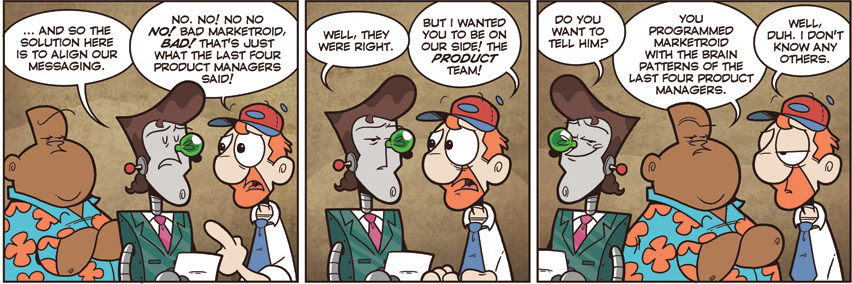 ... AND SO THE
SOLUTION HERE
IS TO ALIGN OUR
MESSAGING.
NO. NO! NO NO
NO! BAD MARKETROID,
BAD! THAT'S JUST
WHAT THE LAST FOUR
PRODUCT MANAGERS
SAID!
WELL, THEY
WERE RIGHT.
BUT I WANTED
YOU TO BE ON
OUR SIDE! THE
PRODUCT
TEAM!
DO YOU
WANT TO
TELL HIM?
YOU
PROGRAMMED
MARKETROID
WITH THE BRAIN
PATTERNS OF THE
LAST FOUR PRODUCT
MANAGERS.
WELL,
DUH. I DON'T
KNOW ANY
OTHERS.